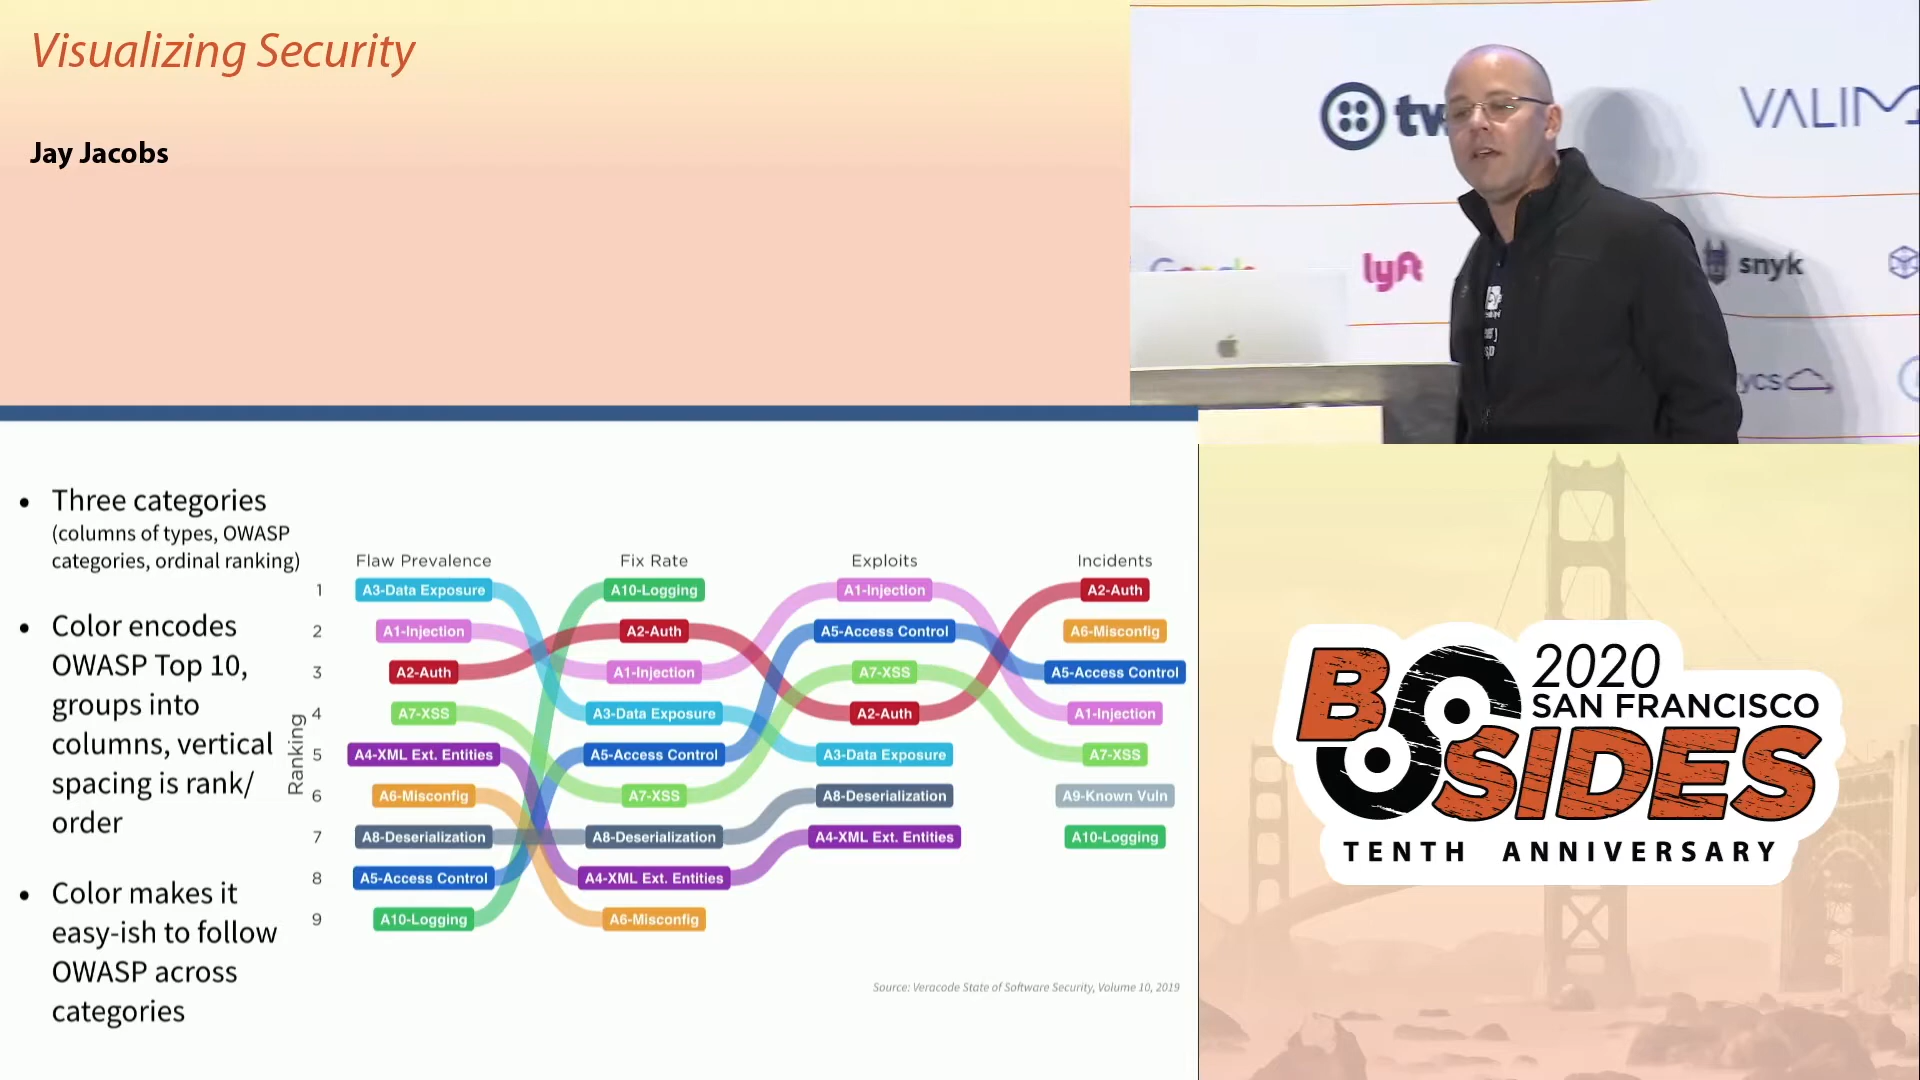 Visualizing Security
Jay Jacobs
lyft
snyk
• Three categories
(columns of types, OWASP
categories, ordinal ranking)
• Color encodes
OWASP Top 10,
groups into
columns, vertical
spacing is rank/
order
• Color makes it
easy-ish to follow
OWASP across
categories
Flaw Prevalence Fix Rate Exploits Incidents
Ranking
1 A3-Data Exposure A10-Logging A1-Injection A2-Auth
2 A1-Injection A2-Auth A5-Access Control A6-Misconfig
3 A2-Auth A1-Injection A7-XSS A5-Access Control
4 A7-XSS A3-Data Exposure A2-Auth A1-Injection
5 A4-XML Ext. Entities A5-Access Control A3-Data Exposure A7-XSS
6 A6-Misconfig A7-XSS A8-Deserialization A9-Known Vuln
7 A8-Deserialization A8-Deserialization A4-XML Ext. Entities A10-Logging
8 A5-Access Control A4-XML Ext. Entities
9 A10-Logging A6-Misconfig
Source: Veracode State of Software Security, Volume 10, 2019
2020
SAN FRANCISCO
BSIDES
TENTH ANNIVERSARY